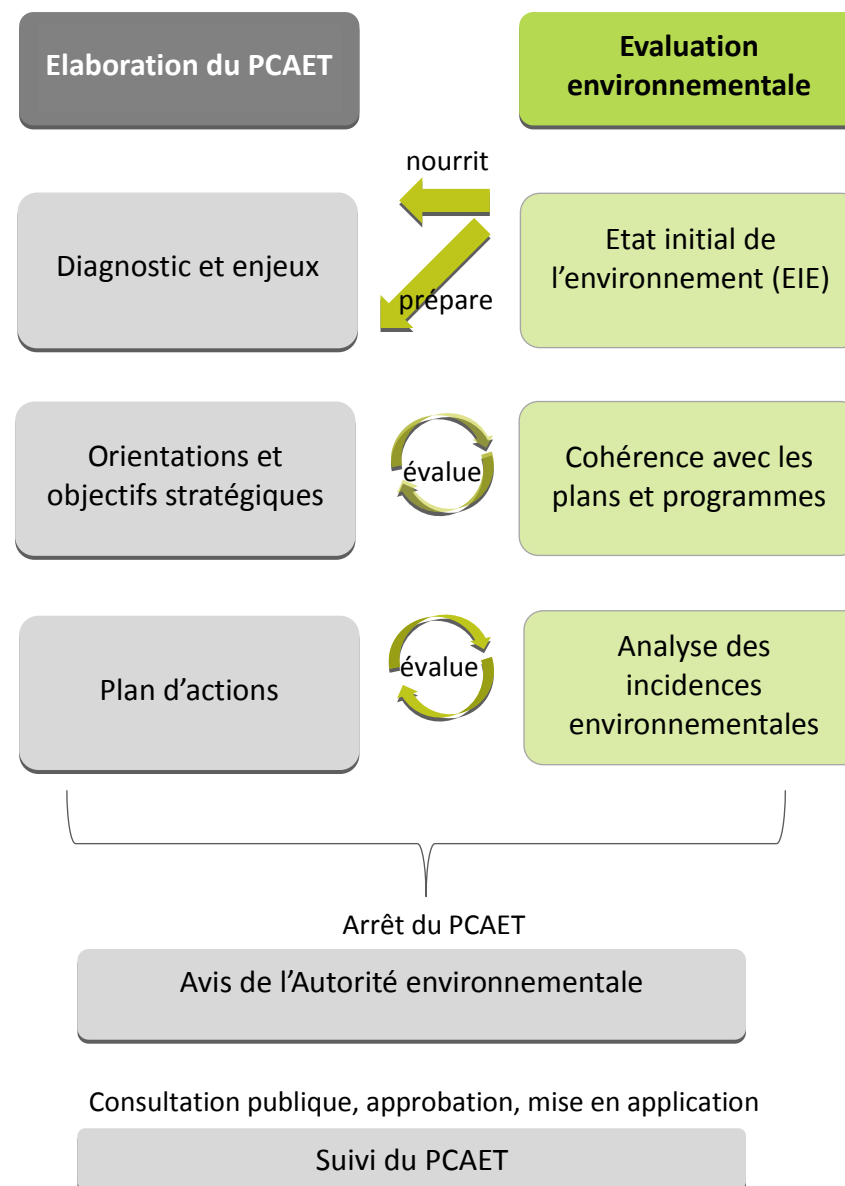 Elaboration du PCAET
Evaluation
environnementale
nourrit
Diagnostic et enjeux
Etat initial de
l'environnement (EIE)
prépare
Orientations et
objectifs stratégiques
évalue
Cohérence avec les
plans et programmes
Plan d'actions
évalue
Analyse des
incidences
environnementales
Arrêt du PCAET
Avis de l'Autorité environnementale
Consultation publique, approbation, mise en application
Suivi du PCAET